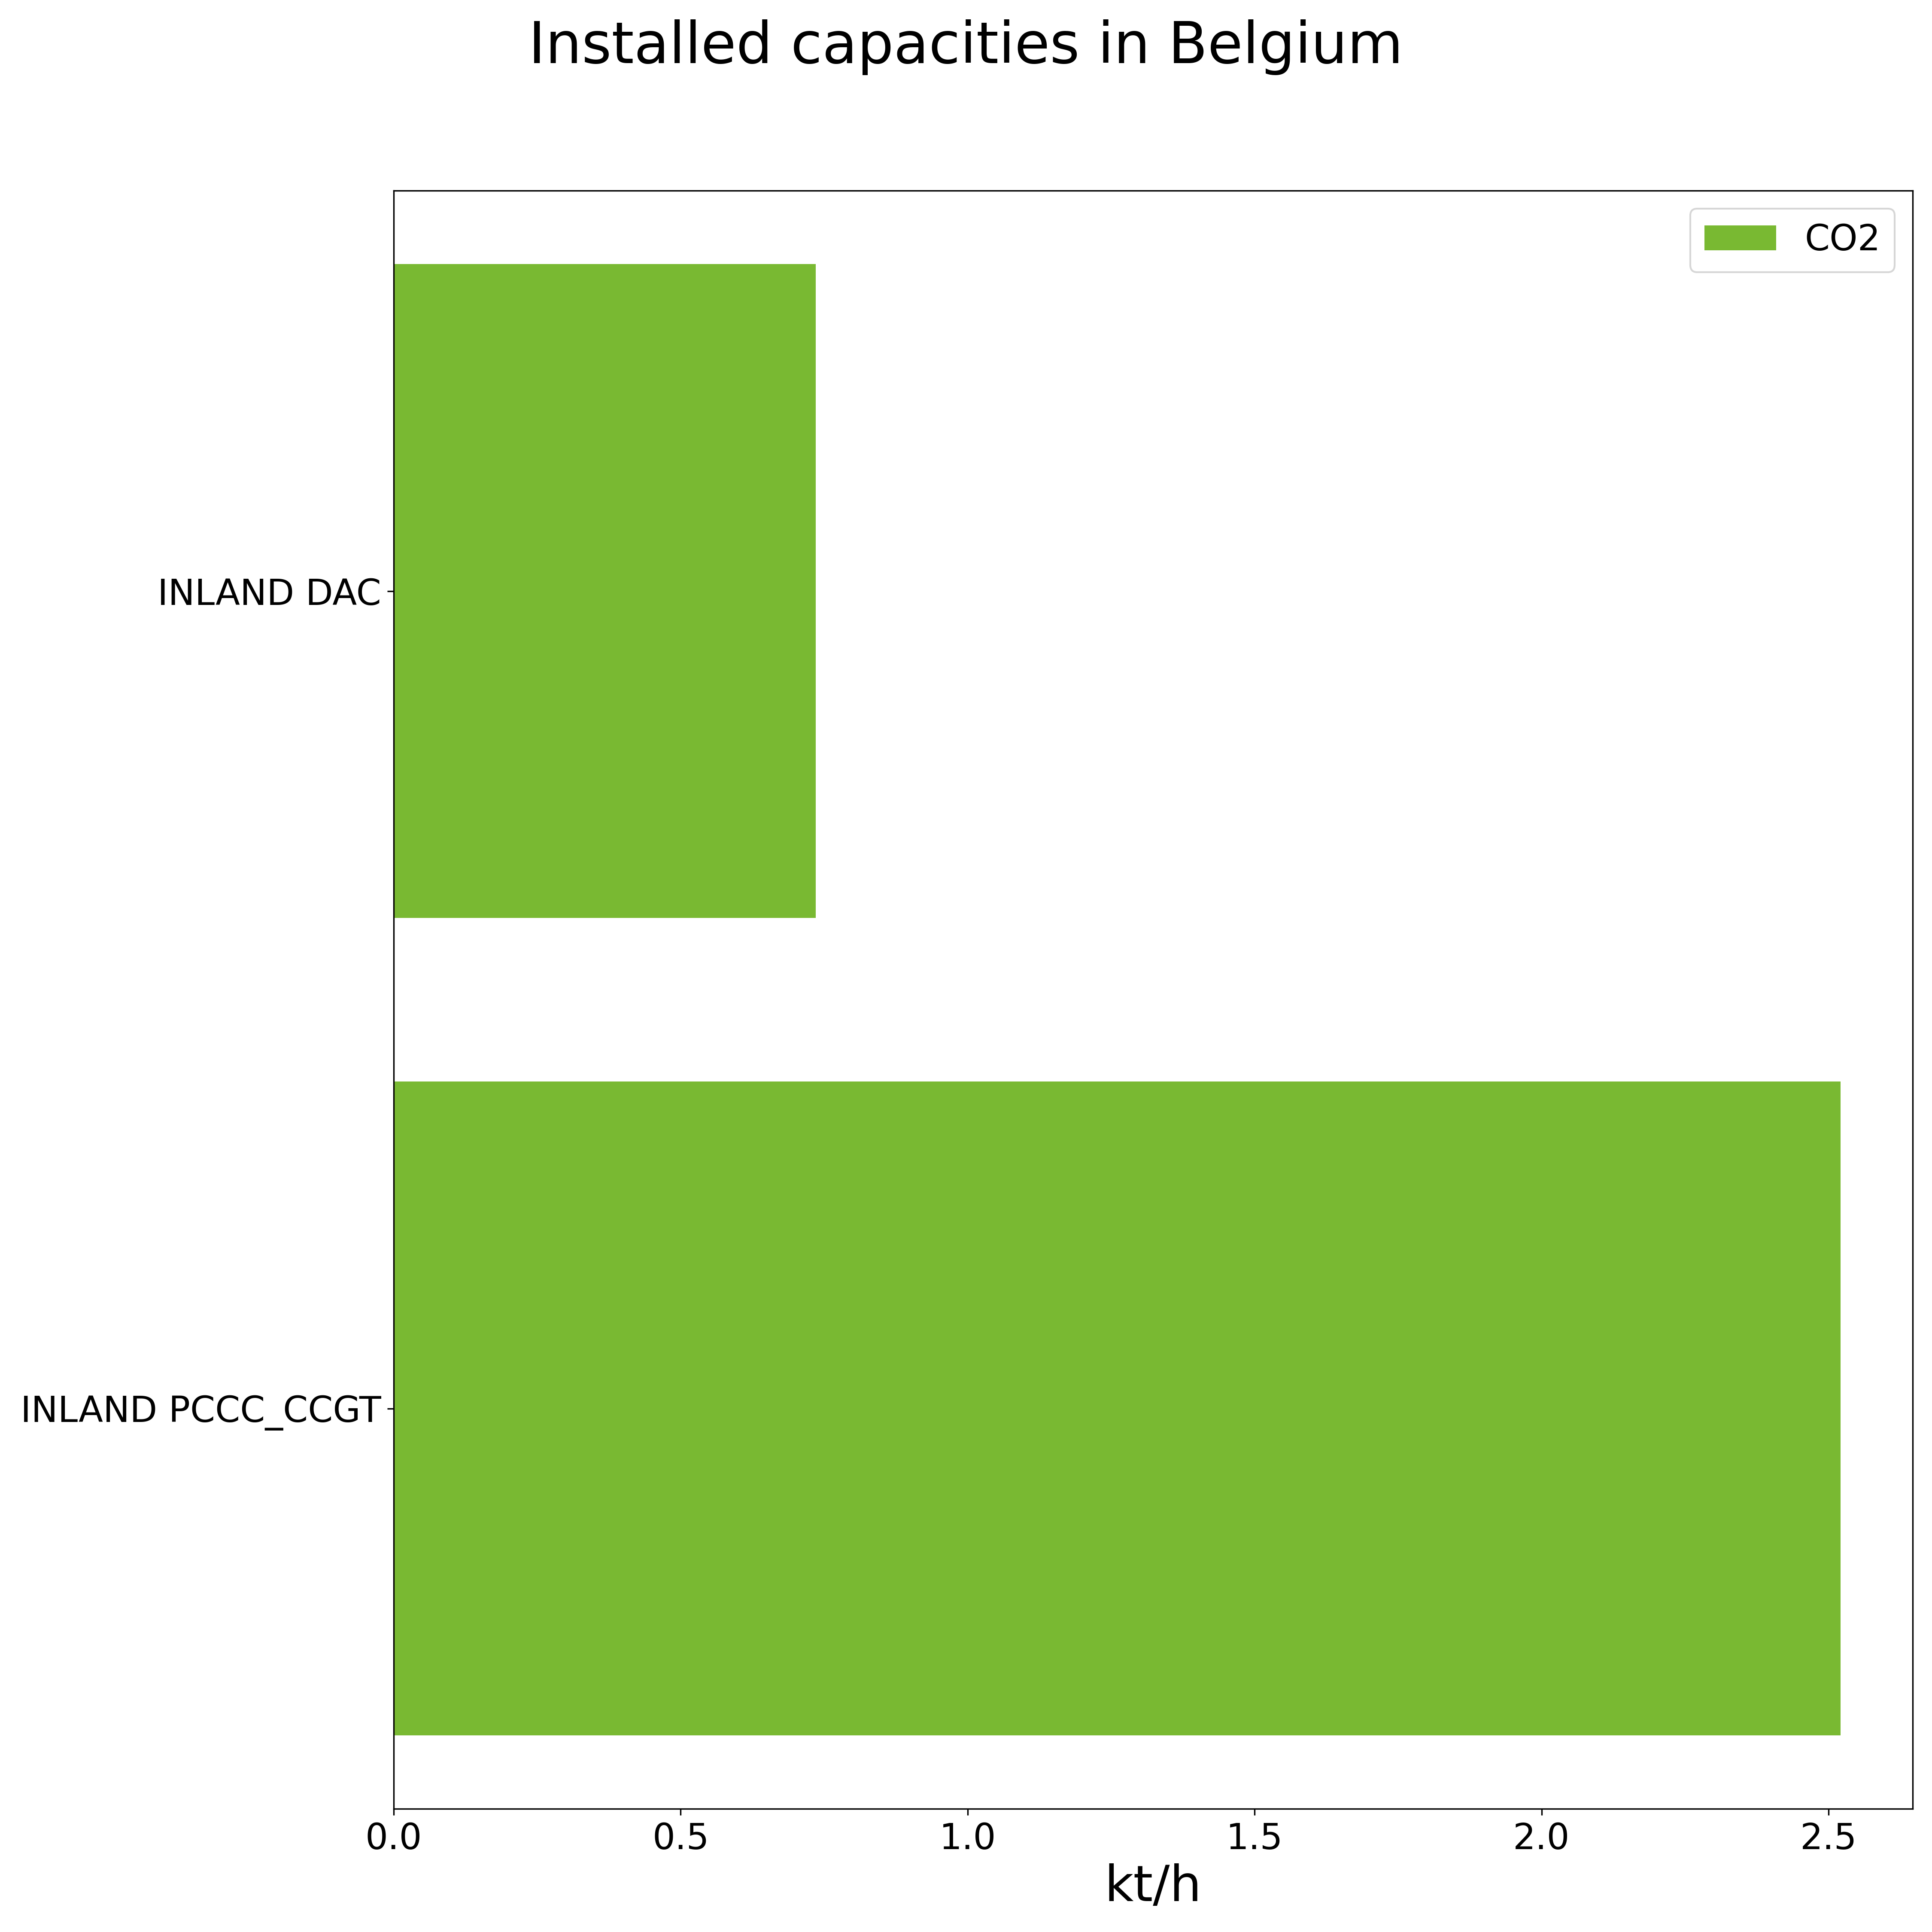 Installed capacities in Belgium
CO2
INLAND DAC
INLAND PCCC_CCGT
0.0 0.5 1.0 1.5 2.0 2.5
kt/h